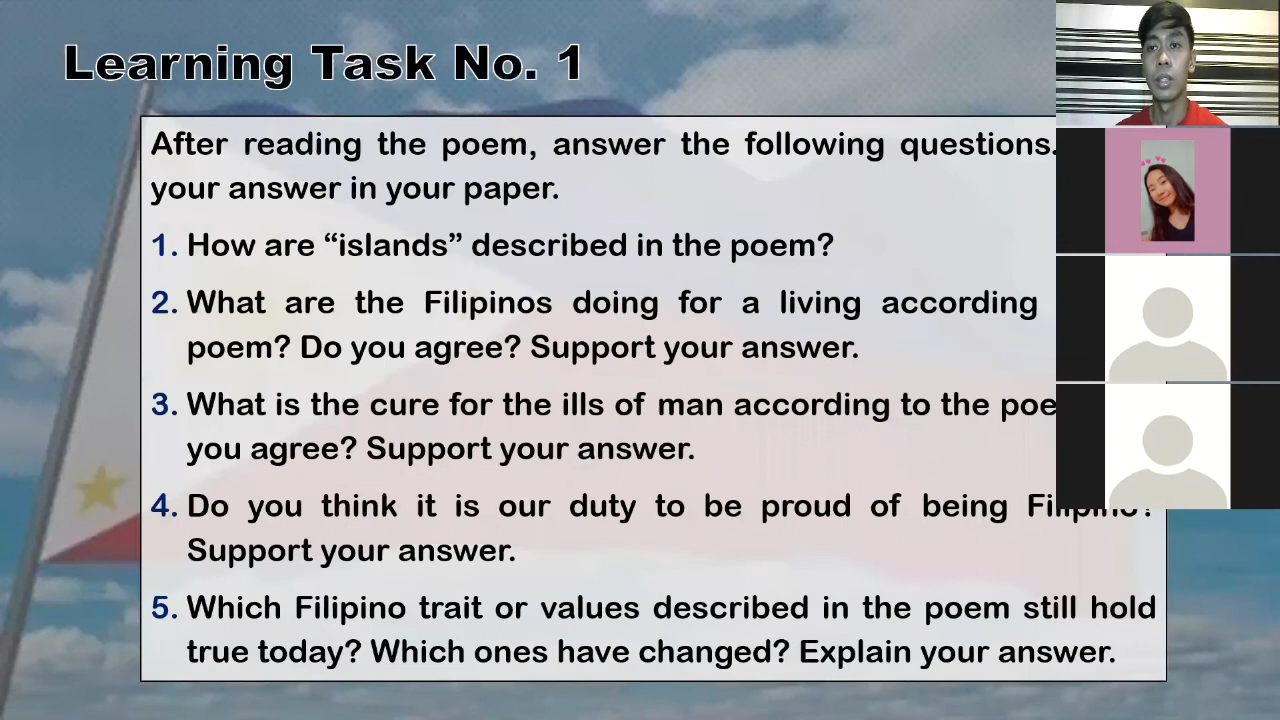 Learning Task No. 1
After reading the poem, answer the following questions.
your answer in your paper.
1. How are “islands” described in the poem?
2. What are the Filipinos doing for a living according
poem? Do you agree? Support your answer.
3. What is the cure for the ills of man according to the poe
you agree? Support your answer.
4. Do you think it is our duty to be proud of being Filipino?
Support your answer.
5. Which Filipino trait or values described in the poem still hold
true today? Which ones have changed? Explain your answer.